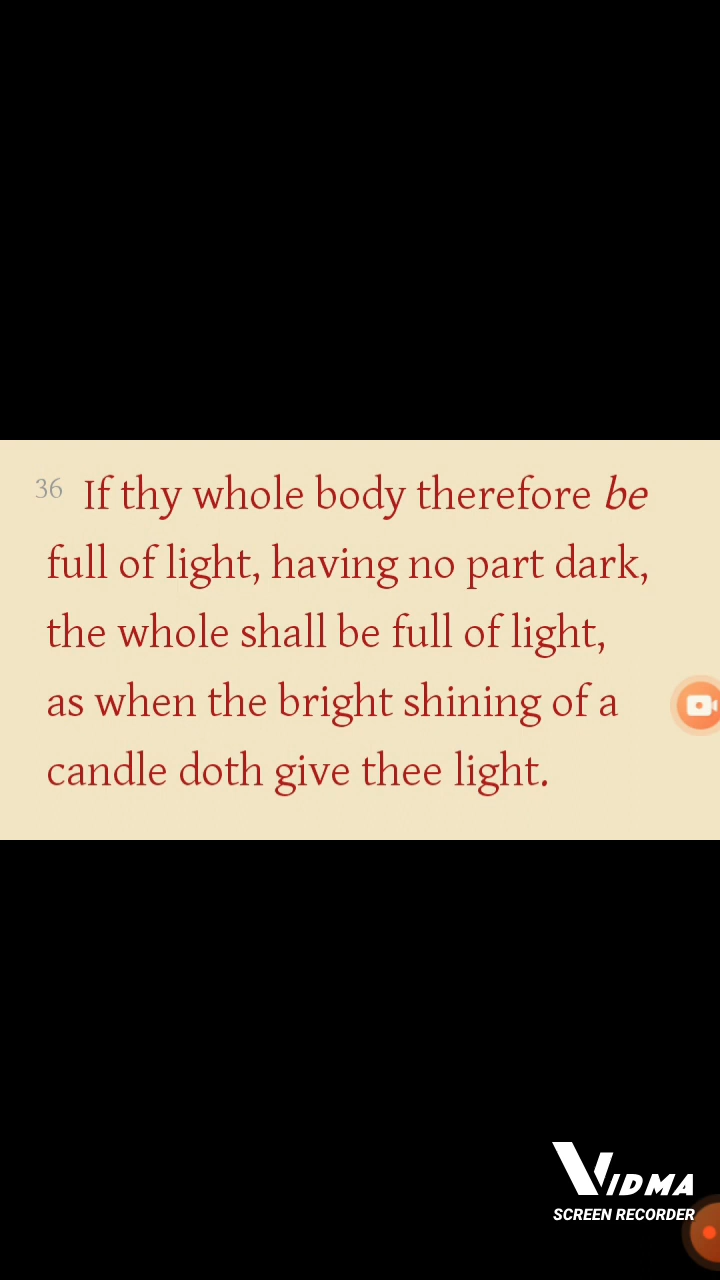 36 If thy whole body therefore be
full of light, having no part dark,
the whole shall be full of light,
as when the bright shining of a
candle doth give thee light.
VIDMA
SCREEN RECORDER